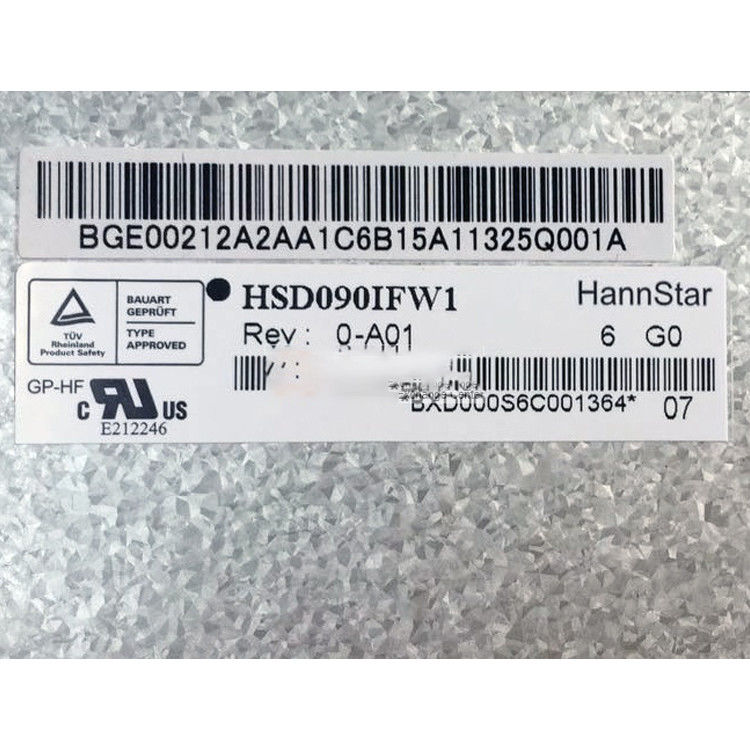 BGE00212A2AA1C6B15A11325Q001A
HSD090IFW1
HannStar
BAUART
GEPRÜFT
TYPE
APPROVED
TÜV
Rheinland
Product Safety
Rev : 0-A01
6 G0
GP-HF
c RU US
E212246
*BXD000S6C001364* 07